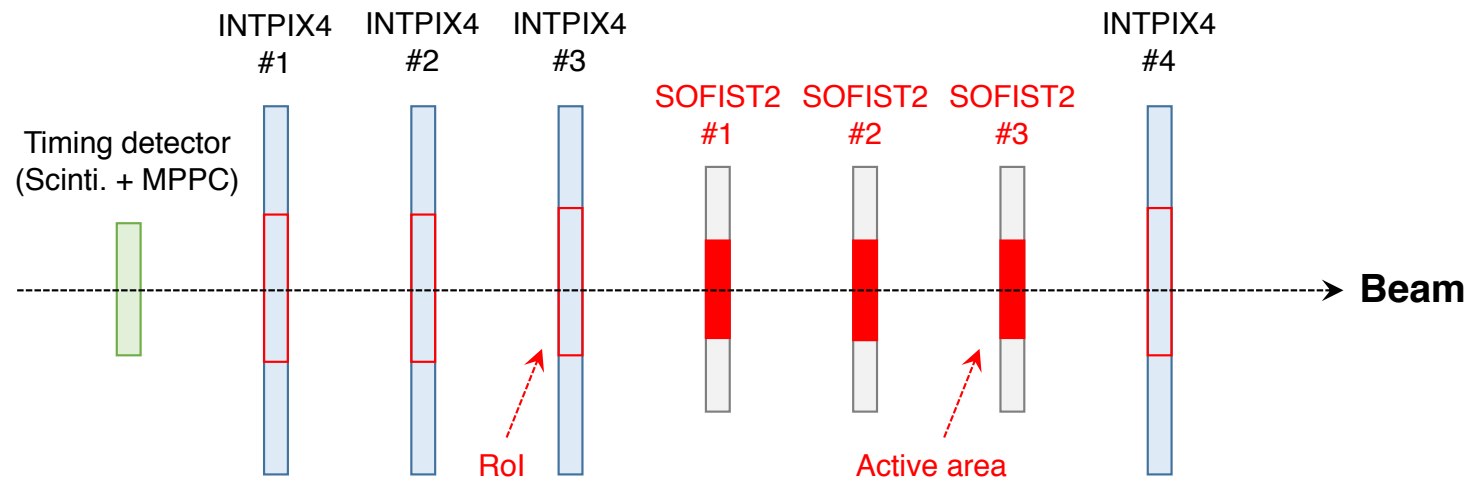 INTPIX4
#1
INTPIX4
#2
INTPIX4
#3
INTPIX4
#4
SOFIST2
#1
SOFIST2
#2
SOFIST2
#3
Timing detector
(Scinti. + MPPC)
Beam
RoI
Active area